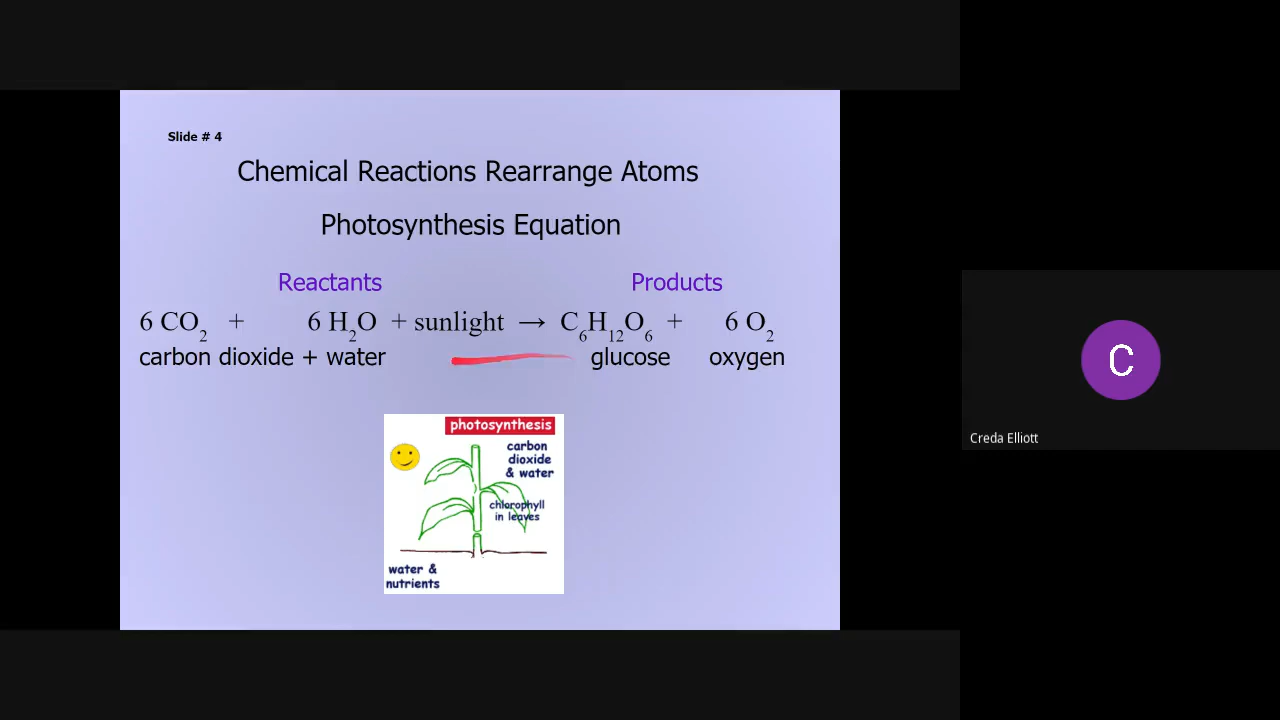 Slide # 4
Chemical Reactions Rearrange Atoms
Photosynthesis Equation
Reactants Products
6 CO₂ + 6 H₂O + sunlight → C₆H₁₂O₆ + 6 O₂
carbon dioxide + water glucose oxygen
photosynthesis
carbon
dioxide
& water
chlorophyll
in leaves
water &
nutrients
C
Creda Elliott